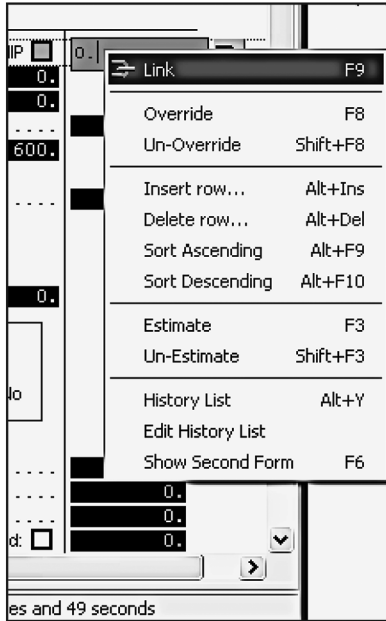 IP 0.
Link F9
0.
0.
Override F8
. . . .
600. Un-Override Shift+F8
Insert row... Alt+Ins
. . . .
Delete row... Alt+Del
Sort Ascending Alt+F9
Sort Descending Alt+F10
0.
Estimate F3
Un-Estimate Shift+F3
No
History List Alt+Y
Edit History List
. . . . Show Second Form F6
. . . . 0.
. . . . 0.
d: 0.
es and 49 seconds